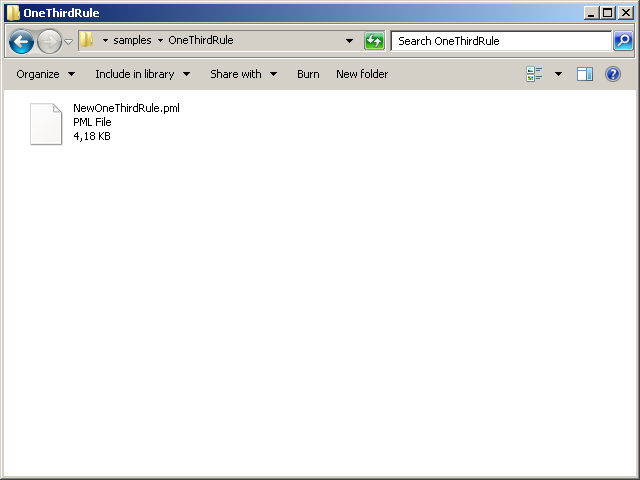 OneThirdRule
samples OneThirdRule Search OneThirdRule
Organize Include in library Share with Burn New folder
NewOneThirdRule.pml
PML File
4,18 KB